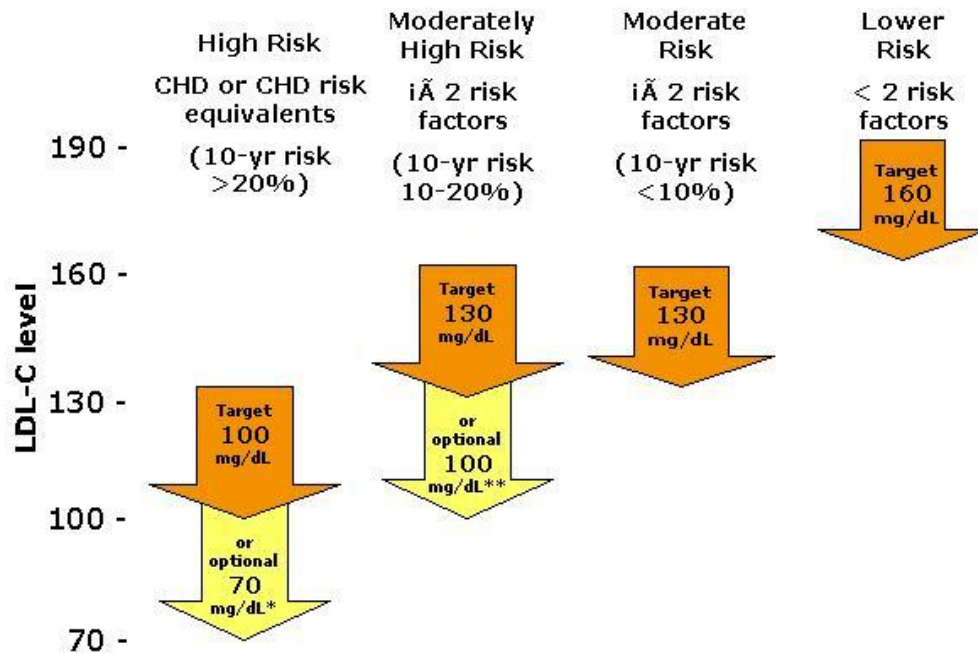 High Risk
CHD or CHD risk
equivalents
(10-yr risk
>20%)
Moderately
High Risk
ià 2 risk
factors
(10-yr risk
10-20%)
Moderate
Risk
ià 2 risk
factors
(10-yr risk
<10%)
Lower
Risk
< 2 risk
factors
LDL-C level
190 -
160 -
130 -
100 -
70 -
Target
100
mg/dL
or
optional
70
mg/dL*
Target
130
mg/dL
or
optional
100
mg/dL**
Target
130
mg/dL
Target
160
mg/dL